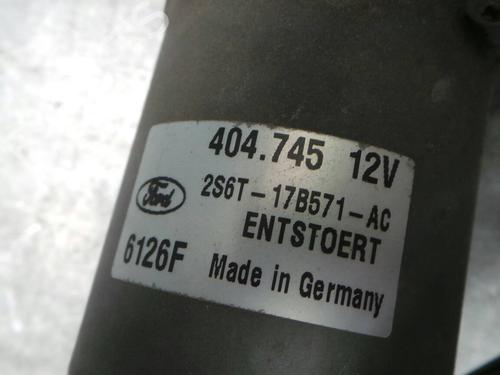 404.745 12V
Ford 2S6T-17B571-AC
ENTSTOERT
6126F Made in Germany